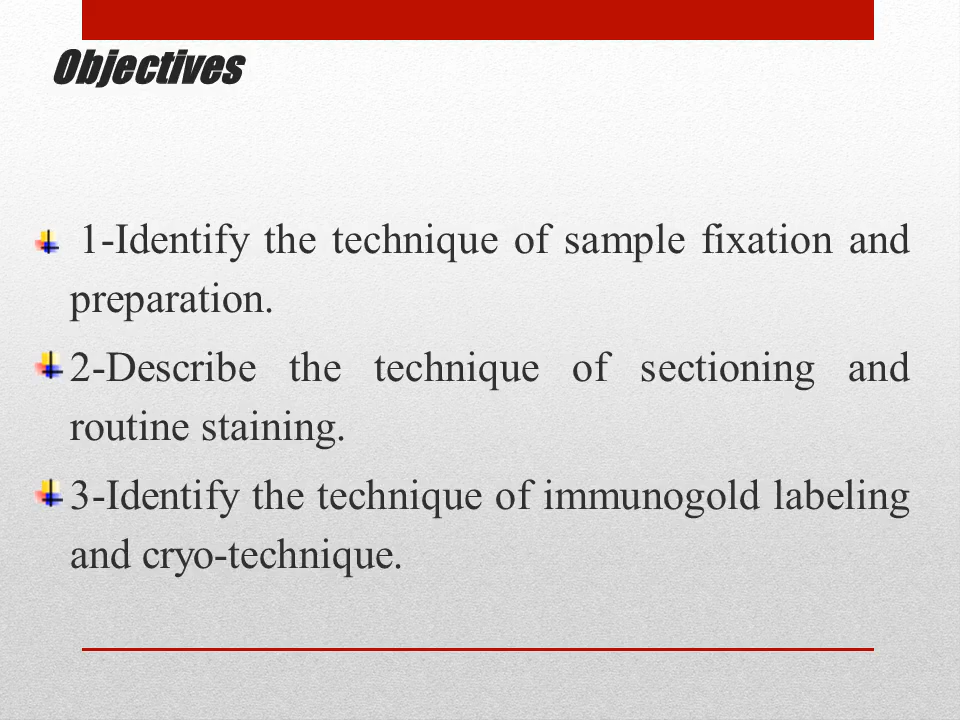 Objectives
1-Identify the technique of sample fixation and
preparation.
2-Describe the technique of sectioning and
routine staining.
3-Identify the technique of immunogold labeling
and cryo-technique.